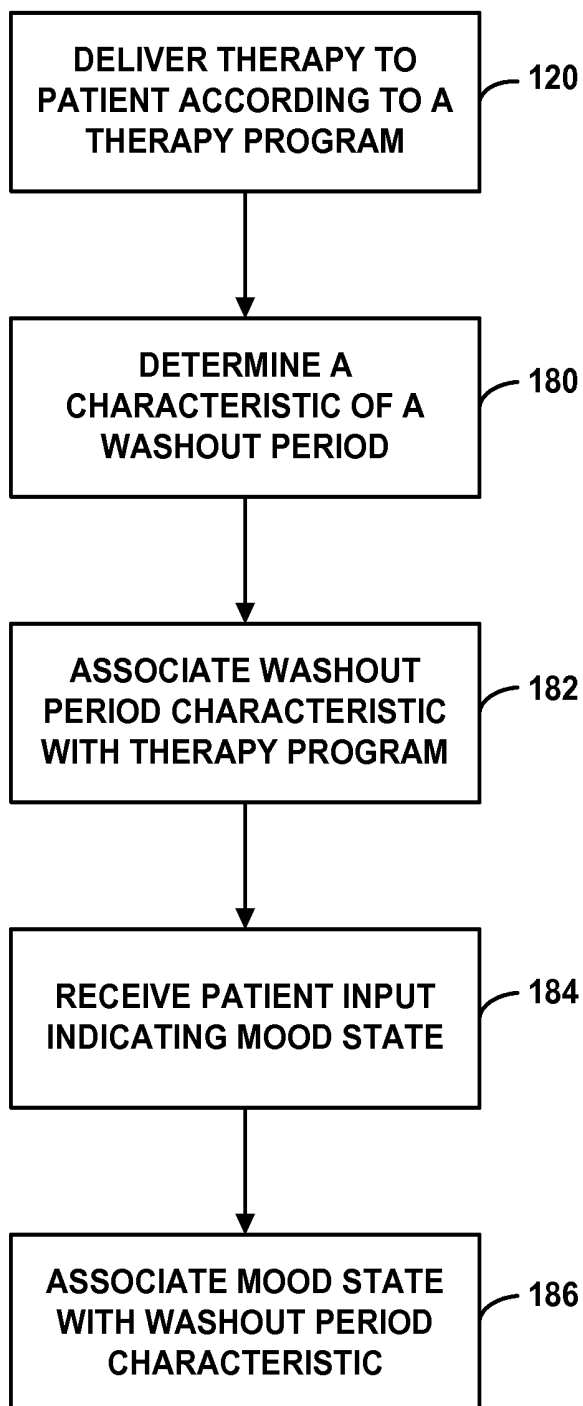 DELIVER THERAPY TO
PATIENT ACCORDING TO A
THERAPY PROGRAM
120
DETERMINE A
CHARACTERISTIC OF A
WASHOUT PERIOD
180
ASSOCIATE WASHOUT
PERIOD CHARACTERISTIC
WITH THERAPY PROGRAM
182
RECEIVE PATIENT INPUT
INDICATING MOOD STATE
184
ASSOCIATE MOOD STATE
WITH WASHOUT PERIOD
CHARACTERISTIC
186